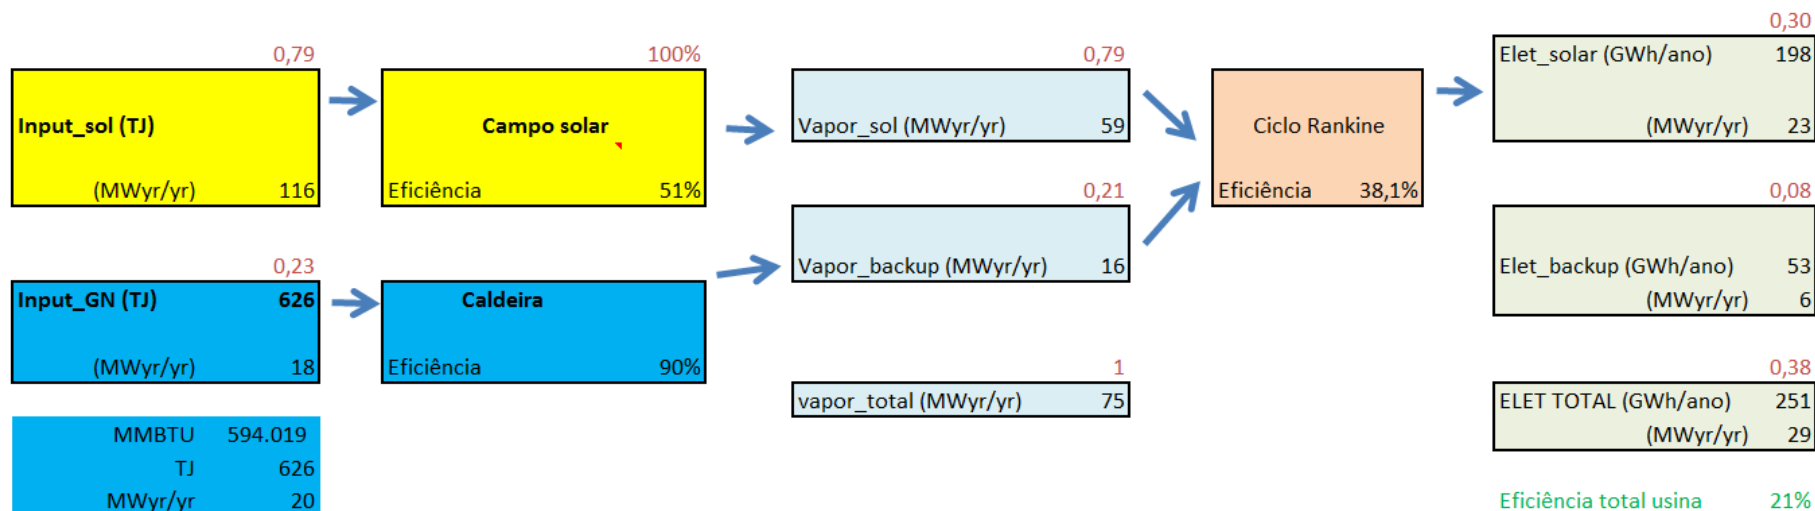 0,79
Input_sol (TJ)
(MWyr/yr) 116
100%
Campo solar
Eficiência 51%
0,79
Vapor_sol (MWyr/yr) 59
Ciclo Rankine
Eficiência 38,1%
0,30
Elet_solar (GWh/ano) 198
(MWyr/yr) 23
0,23
Input_GN (TJ) 626
(MWyr/yr) 18
Caldeira
Eficiência 90%
0,21
Vapor_backup (MWyr/yr) 16
0,08
Elet_backup (GWh/ano) 53
(MWyr/yr) 6
1
vapor_total (MWyr/yr) 75
0,38
ELET TOTAL (GWh/ano) 251
(MWyr/yr) 29
MMBTU 594.019
TJ 626
MWyr/yr 20
Eficiência total usina 21%